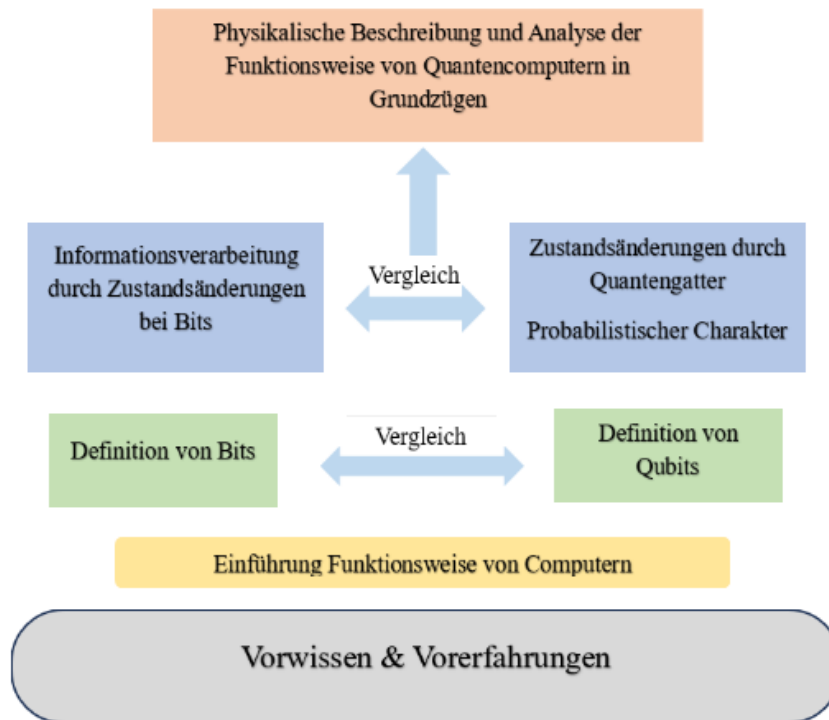 Physikalische Beschreibung und Analyse der
Funktionsweise von Quantencomputern in
Grundzügen
Informationsverarbeitung
durch Zustandsänderungen
bei Bits
Vergleich
Zustandsänderungen durch
Quantengatter
Probabilistischer Charakter
Definition von Bits
Vergleich
Definition von
Qubits
Einführung Funktionsweise von Computern
Vorwissen & Vorerfahrungen